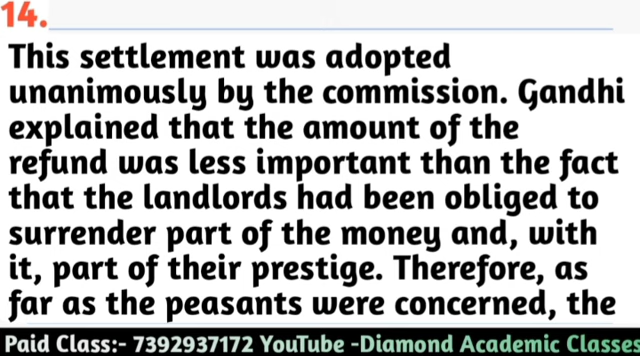 14.
This settlement was adopted
unanimously by the commission. Gandhi
explained that the amount of the
refund was less important than the fact
that the landlords had been obliged to
surrender part of the money and, with
it, part of their prestige. Therefore, as
far as the peasants were concerned, the
Paid Class:- 7392937172 YouTube -Diamond Academic Classes